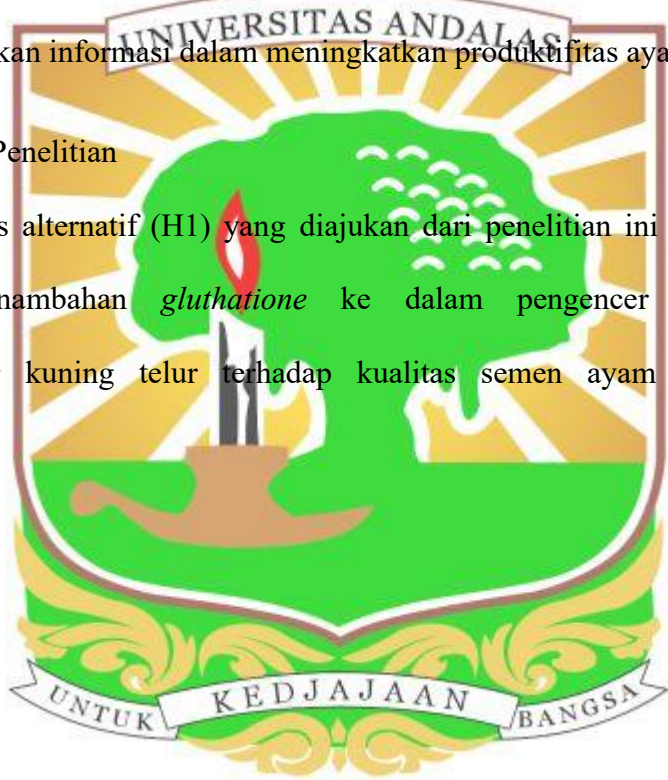 UNIVERSITAS ANDALAS
kan informasi dalam meningkatkan produktifitas aya
Penelitian
s alternatif (H1) yang diajukan dari penelitian ini
nambahan gluthatione ke dalam pengencer
kuning telur terhadap kualitas semen ayam
UNTUK KEDJAJAAN BANGSA